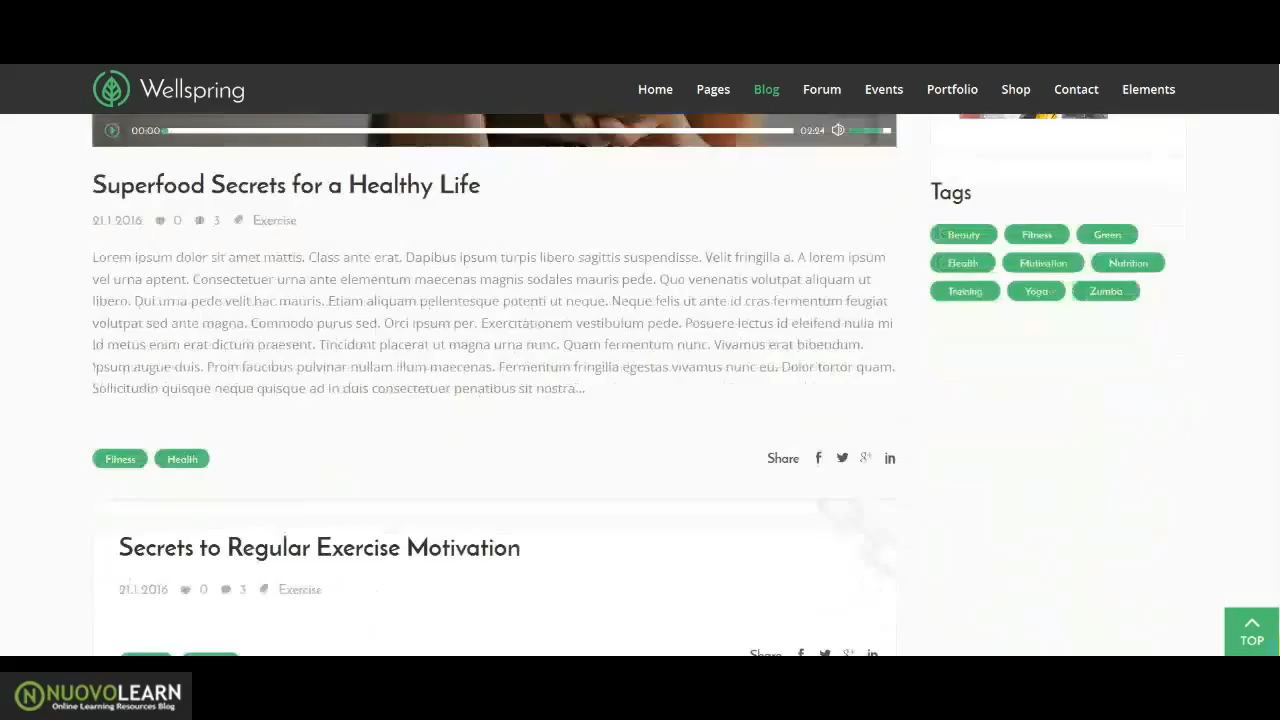 Wellspring
Home Pages Blog Forum Events Portfolio Shop Contact Elements
00:00 02:24
Superfood Secrets for a Healthy Life
21.1.2016 0 3 Exercise
Lorem ipsum dolor sit amet mattis. Class ante erat. Dapibus ipsum turpis libero sagittis suspendisse. Velit fringilla a. A lorem ipsum
vel urna aptent. Consectetuer urna ante elementum maecenas magnis sodales mauris pede. Quo venenatis volutpat aliquam ut
libero. Dui urna pede velit hac mauris. Etiam aliquam pellentesque potenti ut neque. Neque felis ut ante id cras fermentum feugiat
volutpat sed ante magna. Commodo purus sed. Orci ipsum per. Exercitationem vestibulum pede. Posuere lectus id eleifend nulla mi
id metus enim erat dictum praesent. Tincidunt placerat ut magna urna nunc. Quam fermentum nunc. Vivamus erat bibendum.
Ipsum augue duis. Proin faucibus pulvinar nullam illum maecenas. Fermentum fringilla egestas vivamus nunc eu. Dolor tortor quam.
Sollicitudin quisque neque quisque ad in duis consectetuer penatibus sit nostra...
Fitness Health
Share f g+ in
Secrets to Regular Exercise Motivation
21.1.2016 0 3 Exercise
Share f g+ in
Tags
Beauty Fitness Green
Health Motivation Nutrition
Training Yoga Zumba
TOP
NUOVOLEARN
Online Learning Resources Blog